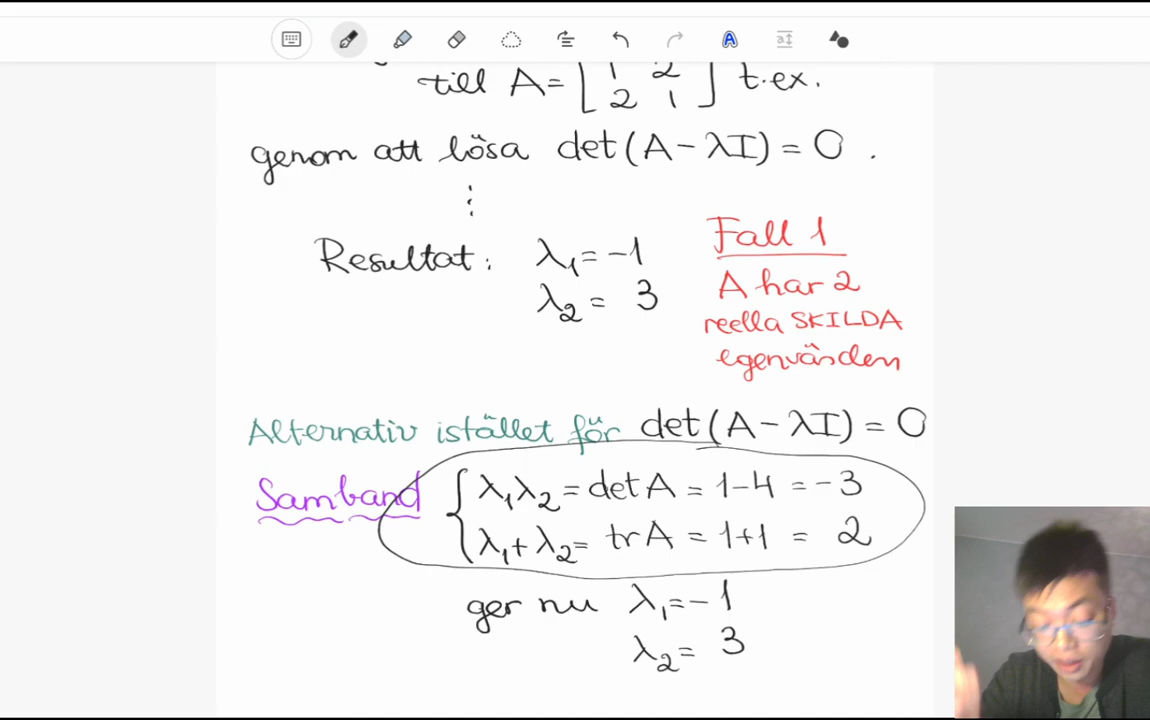 till A = [ 1 2 ] t.ex.
2 1
genom att lösa det(A - λI) = 0 .
⋮
Resultat: λ₁ = -1
λ₂ = 3
Fall 1
A har 2
reella SKILDA
egenvärden
Alternativ istället för det(A - λI) = 0
Samband { λ₁λ₂ = det A = 1-4 = -3
λ₁ + λ₂ = tr A = 1+1 = 2
ger nu λ₁ = -1
λ₂ = 3